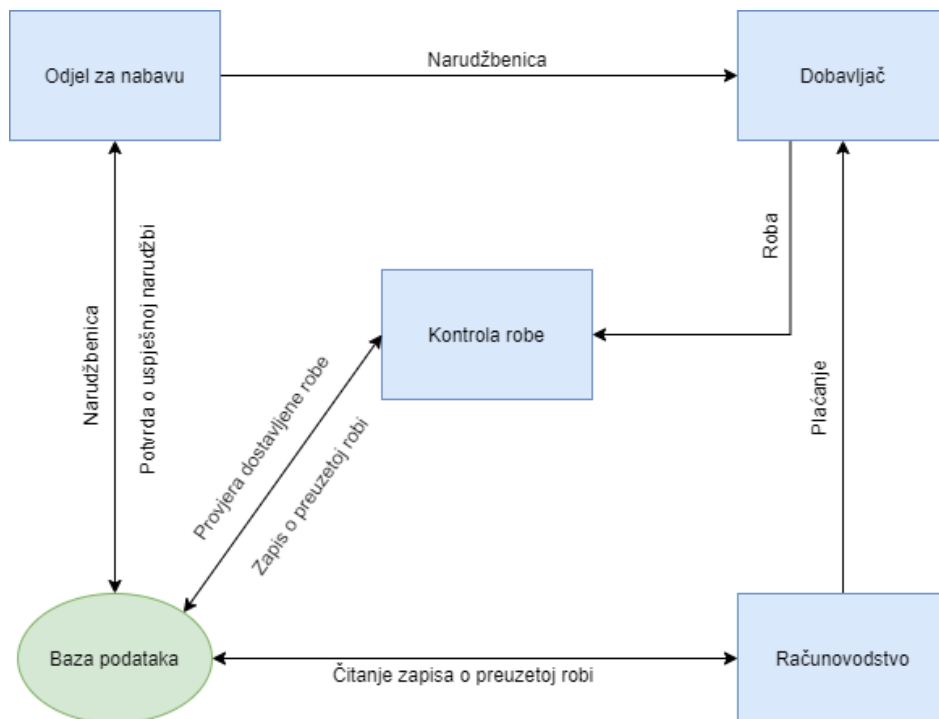 Odjel za nabavu
Narudžbenica
Dobavljač
Narudžbenica
Potvrda o uspješnoj narudžbi
Roba
Kontrola robe
Provjera dostavljene robe
Zapis o preuzetoj robi
Plaćanje
Baza podataka
Čitanje zapisa o preuzetoj robi
Računovodstvo